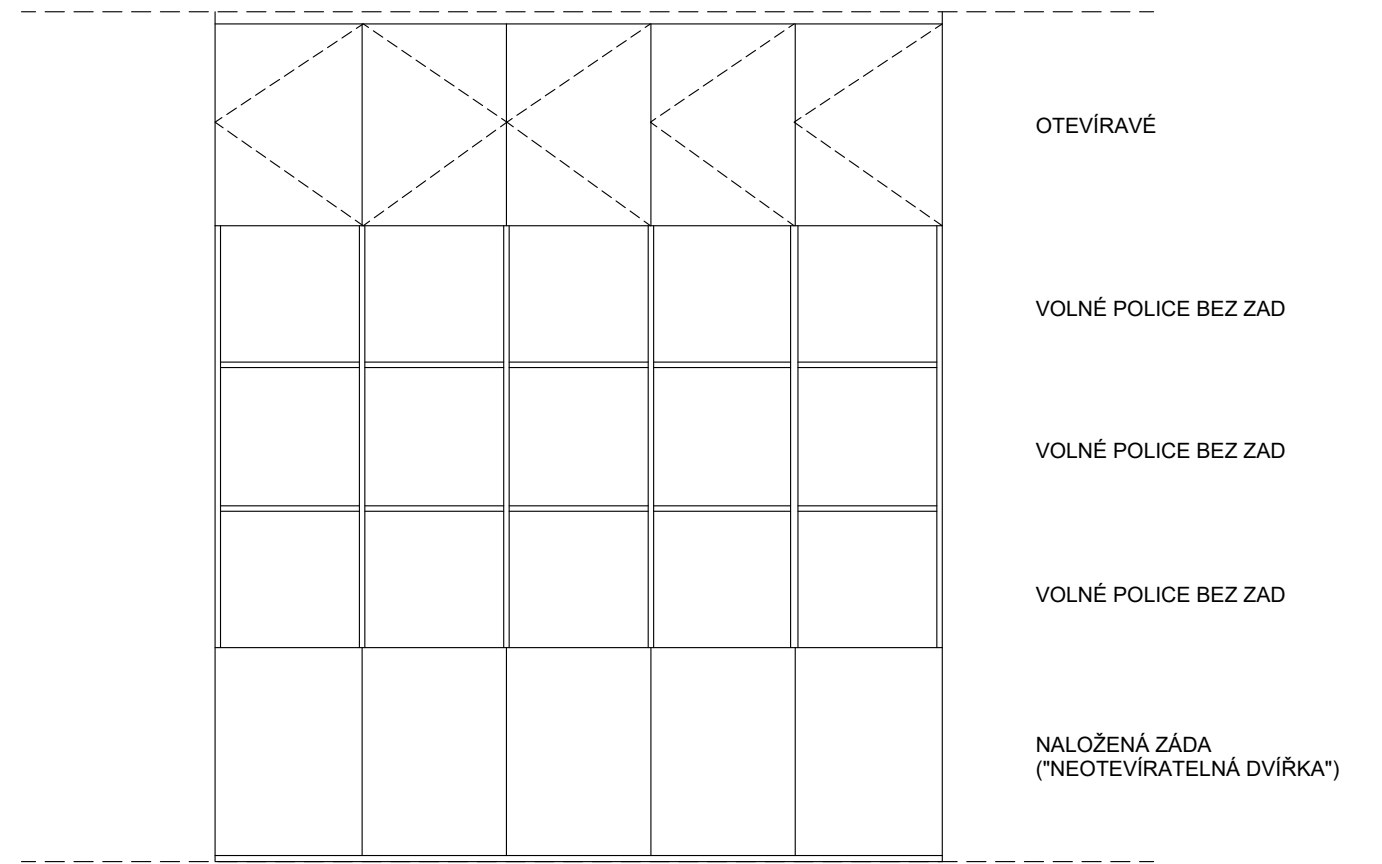 OTEVÍRAVÉ
VOLNÉ POLICE BEZ ZAD
VOLNÉ POLICE BEZ ZAD
VOLNÉ POLICE BEZ ZAD
NALOŽENÁ ZÁDA
("NEOTEVÍRATELNÁ DVÍŘKA")